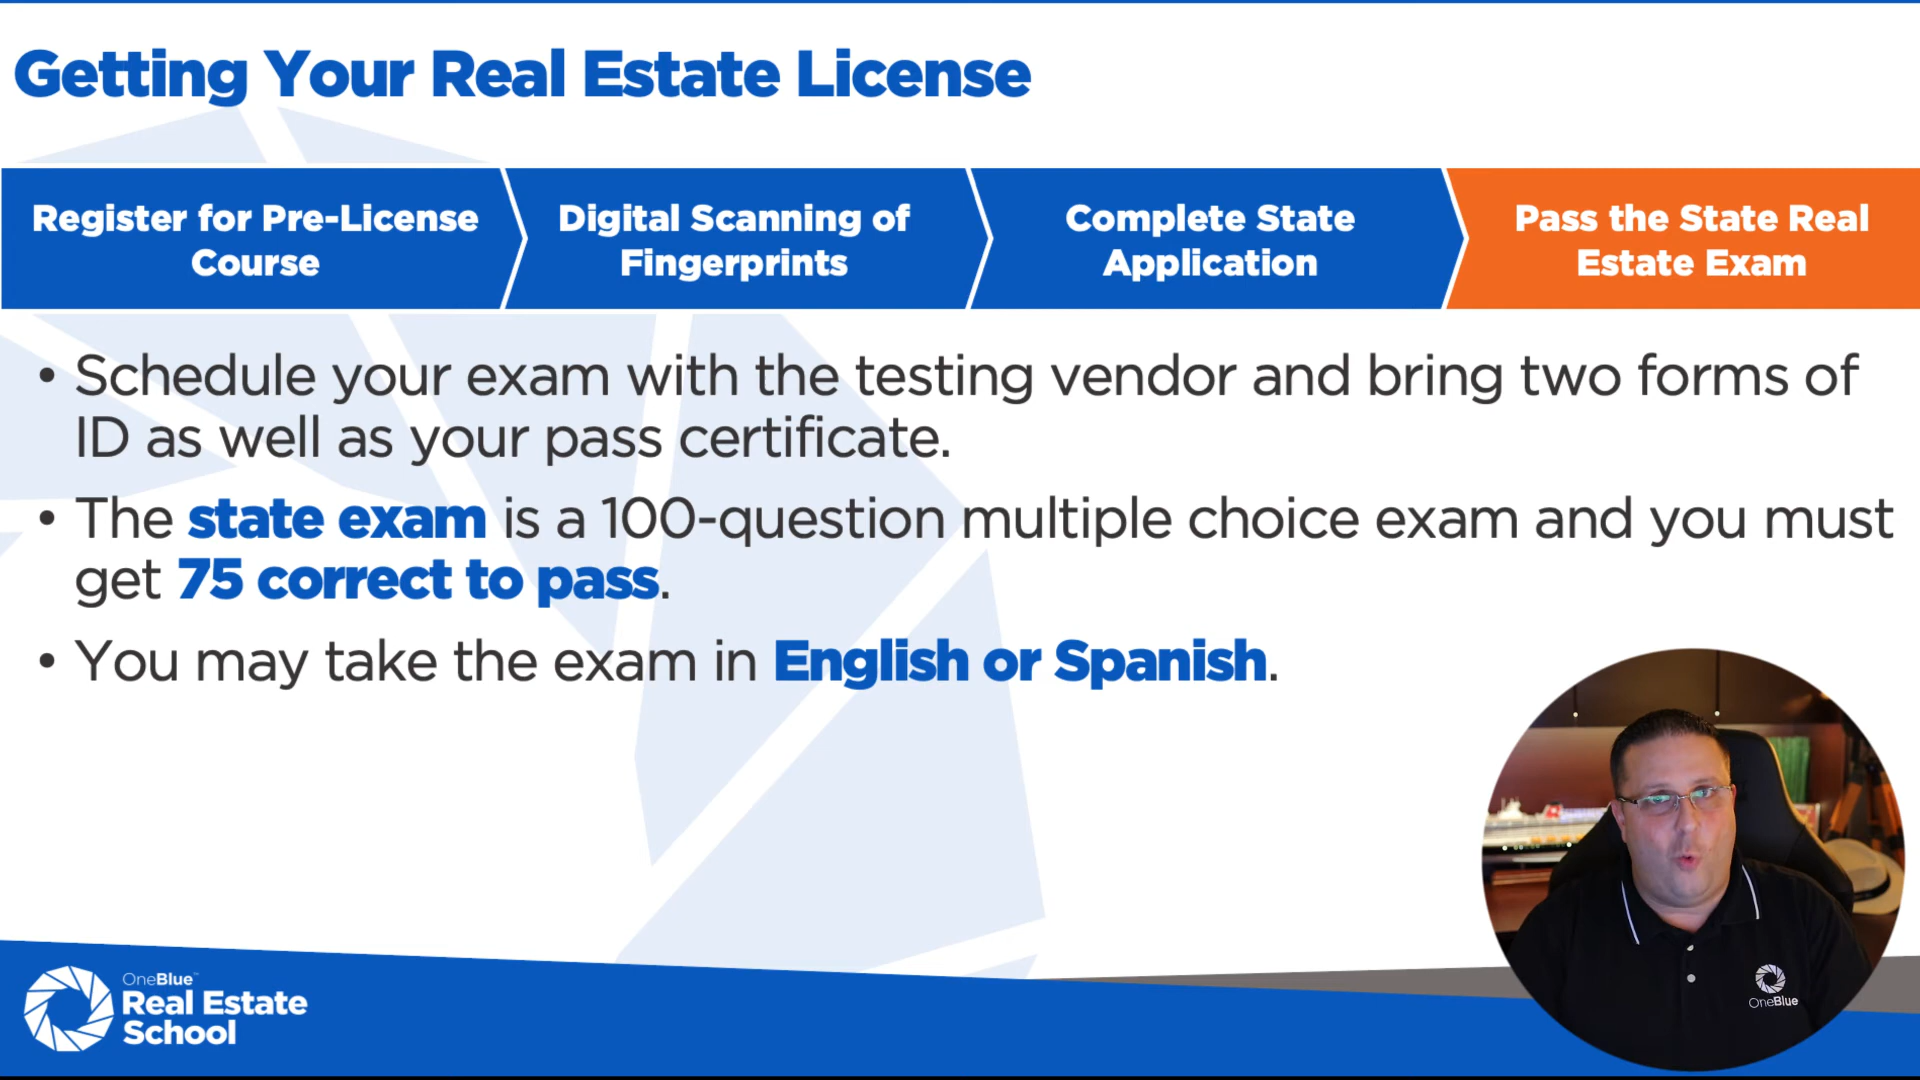 Getting Your Real Estate License
Register for Pre-License
Course
Digital Scanning of
Fingerprints
Complete State
Application
Pass the State Real
Estate Exam
• Schedule your exam with the testing vendor and bring two forms of
ID as well as your pass certificate.
• The state exam is a 100-question multiple choice exam and you must
get 75 correct to pass.
• You may take the exam in English or Spanish.
OneBlue™
Real Estate
School
OneBlue